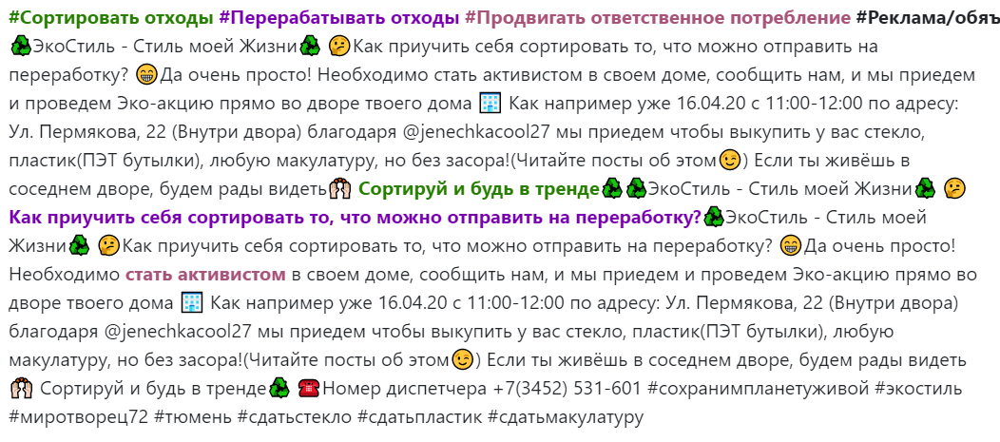 #Сортировать отходы #Перерабатывать отходы #Продвигать ответственное потребление #Реклама/обяъ
♻ЭкоСтиль - Стиль моей Жизни♻ 🤔Как приучить себя сортировать то, что можно отправить на
переработку? 😁Да очень просто! Необходимо стать активистом в своем доме, сообщить нам, и мы приедем
и проведем Эко-акцию прямо во дворе твоего дома 🏢 Как например уже 16.04.20 с 11:00-12:00 по адресу:
Ул. Пермякова, 22 (Внутри двора) благодаря @jenechkacool27 мы приедем чтобы выкупить у вас стекло,
пластик(ПЭТ бутылки), любую макулатуру, но без засора!(Читайте посты об этом😉) Если ты живёшь в
соседнем дворе, будем рады видеть🙌 Сортируй и будь в тренде♻♻ЭкоСтиль - Стиль моей Жизни♻ 🤔
Как приучить себя сортировать то, что можно отправить на переработку?♻ЭкоСтиль - Стиль моей
Жизни♻ 🤔Как приучить себя сортировать то, что можно отправить на переработку? 😁Да очень просто!
Необходимо стать активистом в своем доме, сообщить нам, и мы приедем и проведем Эко-акцию прямо во
дворе твоего дома 🏢 Как например уже 16.04.20 с 11:00-12:00 по адресу: Ул. Пермякова, 22 (Внутри двора)
благодаря @jenechkacool27 мы приедем чтобы выкупить у вас стекло, пластик(ПЭТ бутылки), любую
макулатуру, но без засора!(Читайте посты об этом😉) Если ты живёшь в соседнем дворе, будем рады видеть
🙌 Сортируй и будь в тренде♻ ☎Номер диспетчера +7(3452) 531-601 #сохранимпланетуживой #экостиль
#миротворец72 #тюмень #сдатьстекло #сдатьпластик #сдатьмакулатуру